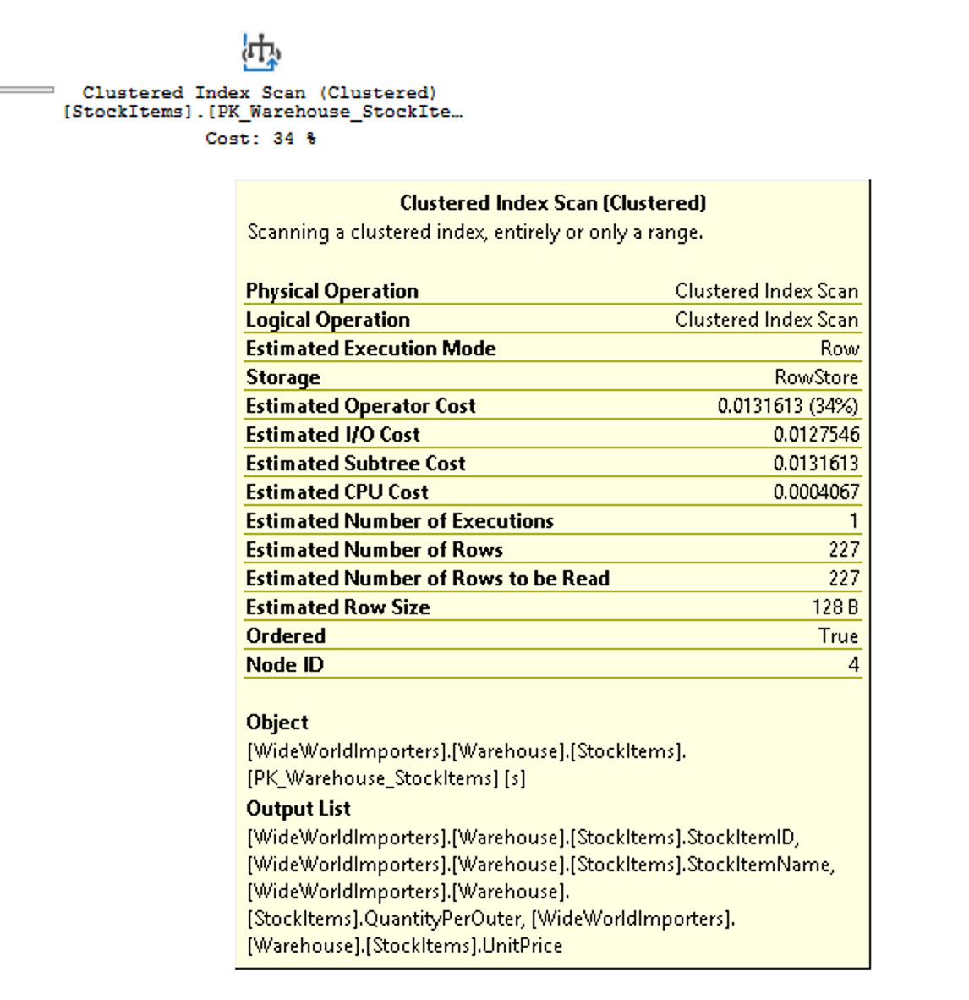 Clustered Index Scan (Clustered)
[StockItems].[PK_Warehouse_StockIte…
Cost: 34 %
Clustered Index Scan (Clustered)
Scanning a clustered index, entirely or only a range.
Physical Operation Clustered Index Scan
Logical Operation Clustered Index Scan
Estimated Execution Mode Row
Storage RowStore
Estimated Operator Cost 0.0131613 (34%)
Estimated I/O Cost 0.0127546
Estimated Subtree Cost 0.0131613
Estimated CPU Cost 0.0004067
Estimated Number of Executions 1
Estimated Number of Rows 227
Estimated Number of Rows to be Read 227
Estimated Row Size 128 B
Ordered True
Node ID 4
Object
[WideWorldImporters].[Warehouse].[StockItems].
[PK_Warehouse_StockItems] [s]
Output List
[WideWorldImporters].[Warehouse].[StockItems].StockItemID,
[WideWorldImporters].[Warehouse].[StockItems].StockItemName,
[WideWorldImporters].[Warehouse].
[StockItems].QuantityPerOuter, [WideWorldImporters].
[Warehouse].[StockItems].UnitPrice